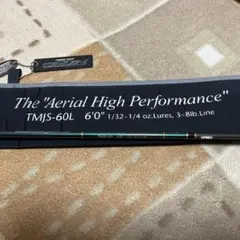 The "Aerial High Performance"
TMJS-60L 6'0" 1/32-1/4 oz.Lures, 3-8lb.Line